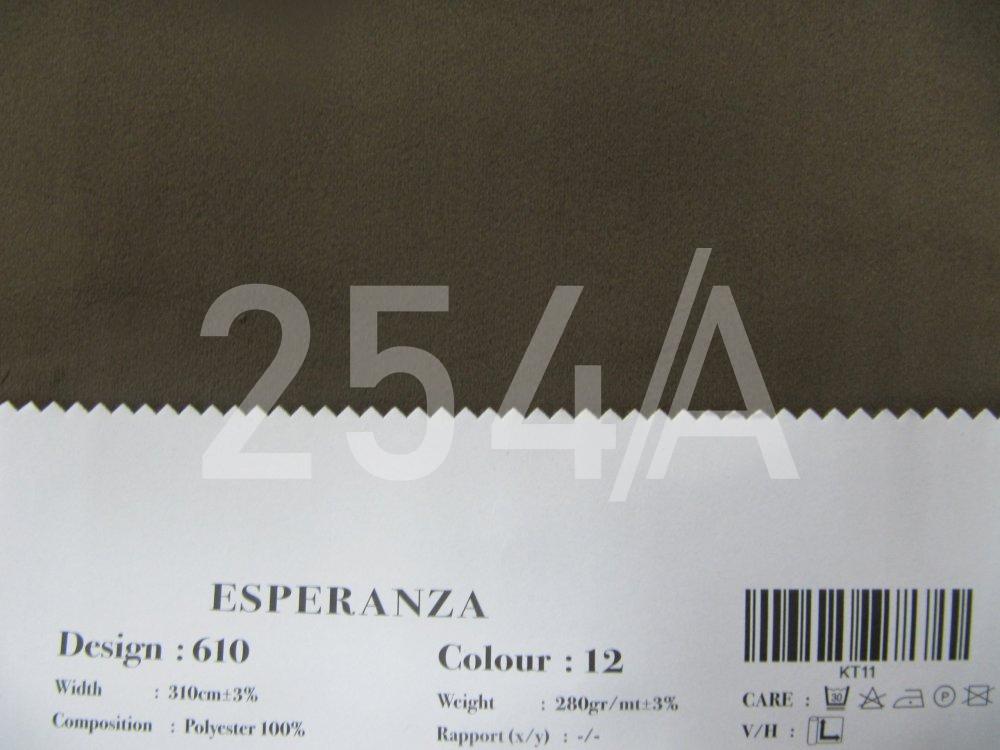 254/A
ESPERANZA
Design : 610
Colour : 12
Width : 310cm±3%
Weight : 280gr/mt±3%
Composition : Polyester 100%
Rapport (x/y) : -/-
KT11
CARE : 30 P
V/H :